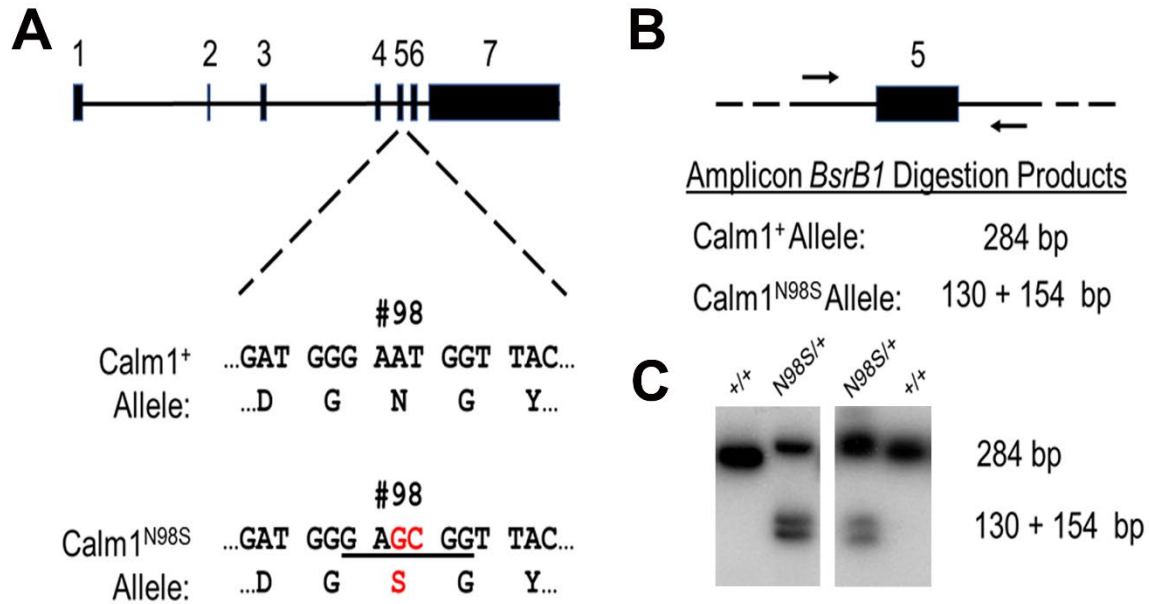 A
1 2 3 4 5 6 7
#98
Calm1+ ...GAT GGG AAT GGT TAC...
Allele: ...D G N G Y...
#98
Calm1N98S ...GAT GGG AGC GGT TAC...
Allele: ...D G S G Y...
B
5
Amplicon BsrB1 Digestion Products
Calm1+ Allele: 284 bp
Calm1N98S Allele: 130 + 154 bp
C
+/+ N98S/+ N98S/+ +/+
284 bp
130 + 154 bp